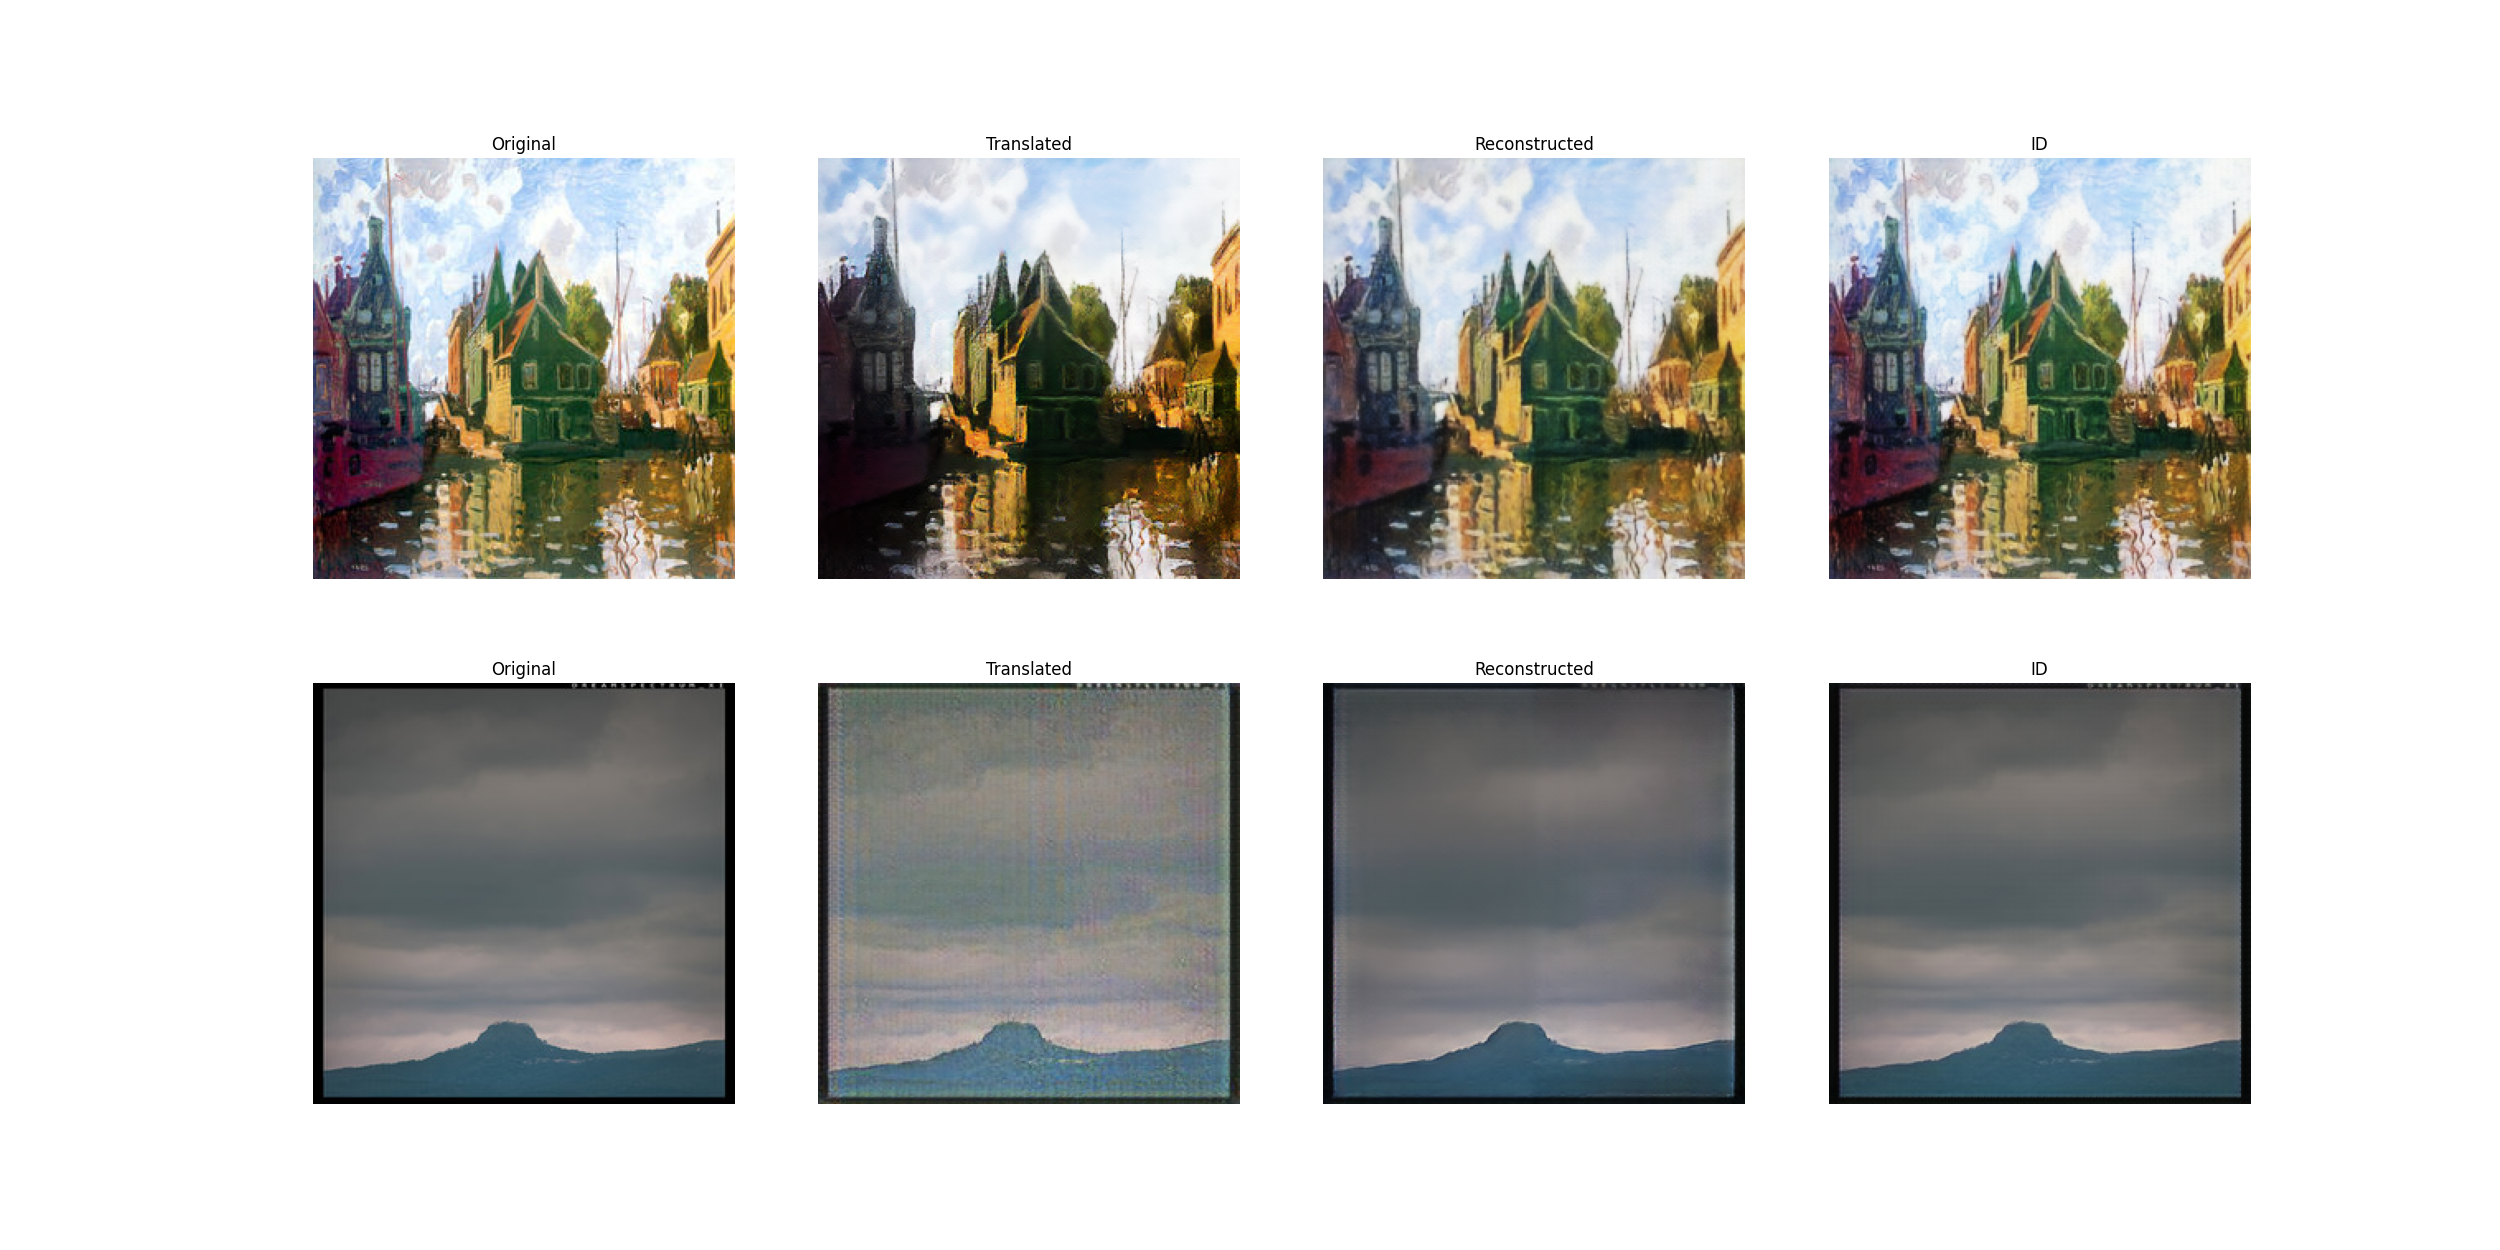 Original
Translated
Reconstructed
ID
Original
Translated
Reconstructed
ID